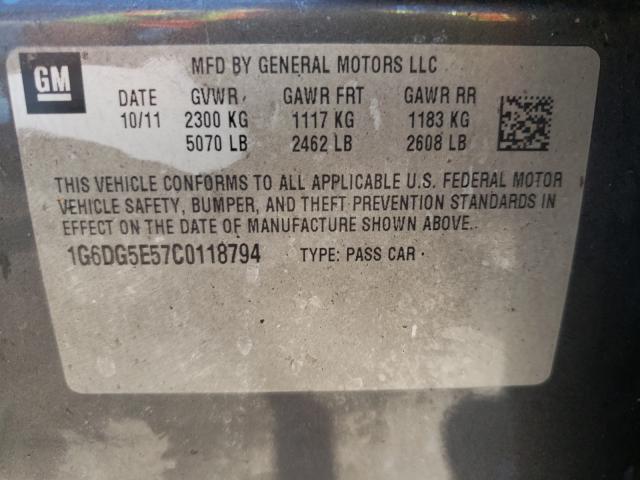 GM
MFD BY GENERAL MOTORS LLC
DATE GVWR GAWR FRT GAWR RR
10/11 2300 KG 1117 KG 1183 KG
5070 LB 2462 LB 2608 LB
THIS VEHICLE CONFORMS TO ALL APPLICABLE U.S. FEDERAL MOTOR
VEHICLE SAFETY, BUMPER, AND THEFT PREVENTION STANDARDS IN
EFFECT ON THE DATE OF MANUFACTURE SHOWN ABOVE.
1G6DG5E57C0118794 TYPE: PASS CAR